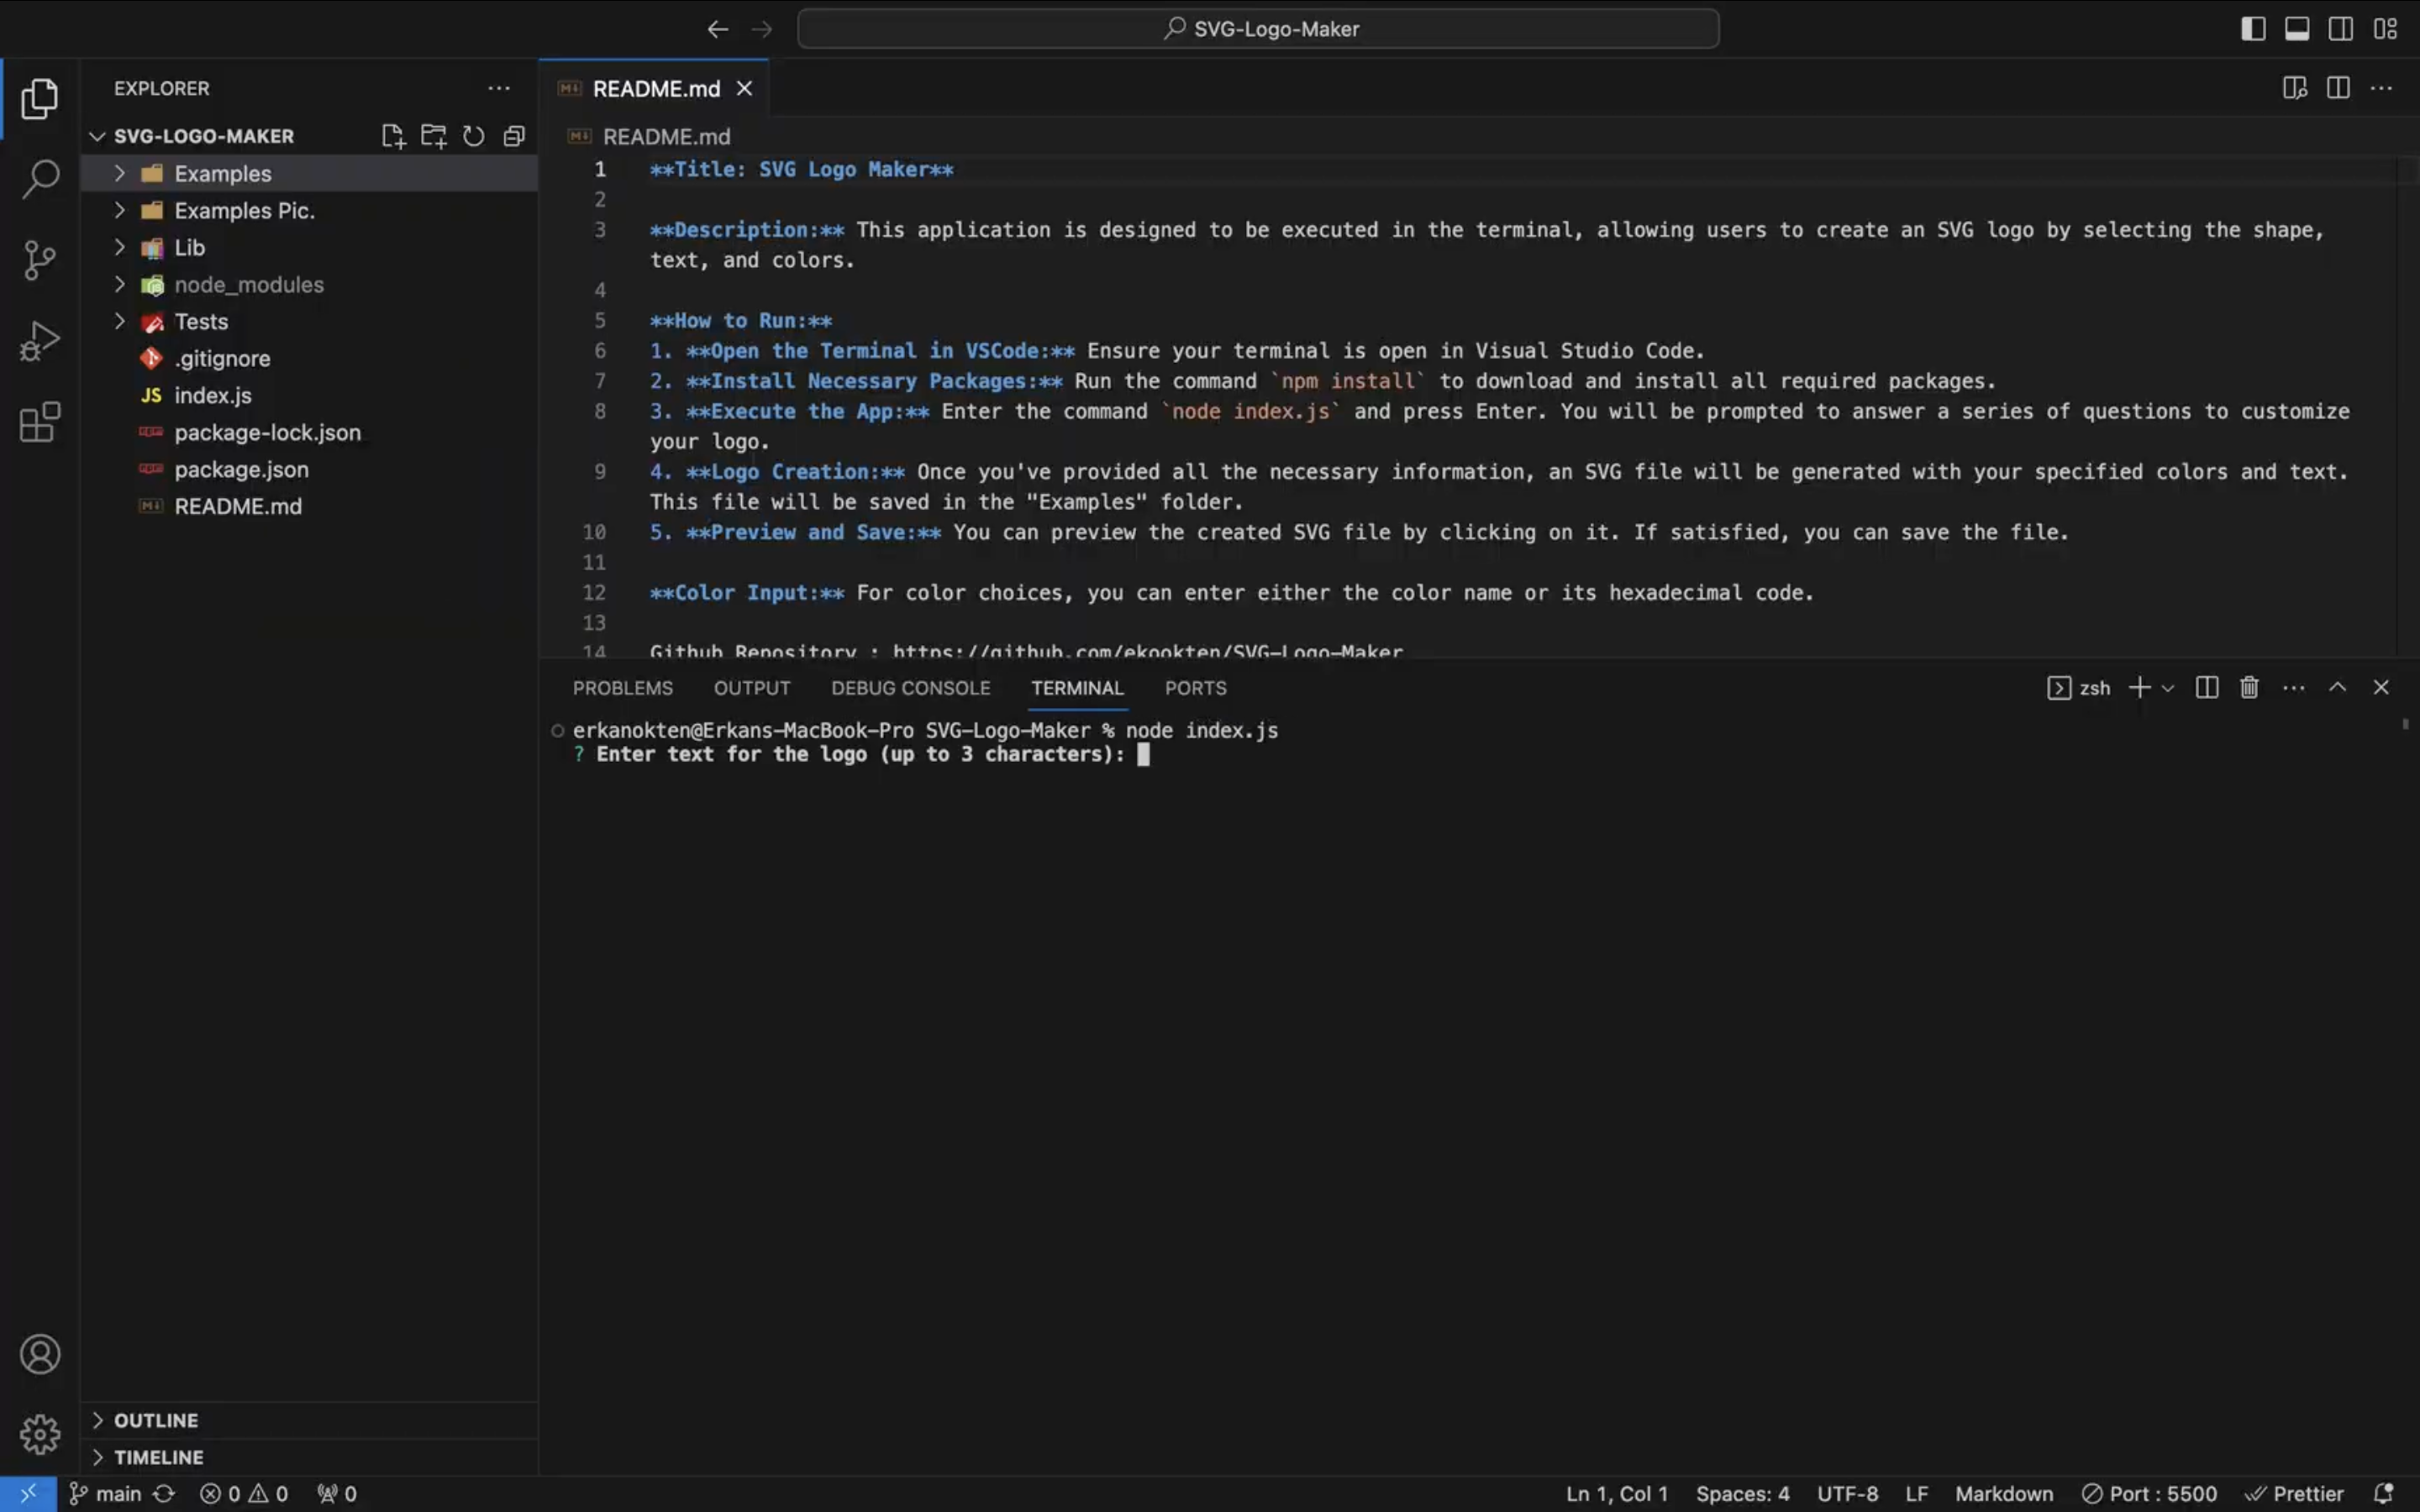 SVG-Logo-Maker
EXPLORER
SVG-LOGO-MAKER
Examples
Examples Pic.
Lib
node_modules
Tests
.gitignore
JS index.js
package-lock.json
package.json
README.md
OUTLINE
TIMELINE
README.md
README.md
1 **Title: SVG Logo Maker**
2
3 **Description:** This application is designed to be executed in the terminal, allowing users to create an SVG logo by selecting the shape,
text, and colors.
4
5 **How to Run:**
6 1. **Open the Terminal in VSCode:** Ensure your terminal is open in Visual Studio Code.
7 2. **Install Necessary Packages:** Run the command `npm install` to download and install all required packages.
8 3. **Execute the App:** Enter the command `node index.js` and press Enter. You will be prompted to answer a series of questions to customize
your logo.
9 4. **Logo Creation:** Once you've provided all the necessary information, an SVG file will be generated with your specified colors and text.
This file will be saved in the "Examples" folder.
10 5. **Preview and Save:** You can preview the created SVG file by clicking on it. If satisfied, you can save the file.
11
12 **Color Input:** For color choices, you can enter either the color name or its hexadecimal code.
13
14 Github Repository : https://github.com/ekookten/SVG-Logo-Maker
PROBLEMS OUTPUT DEBUG CONSOLE TERMINAL PORTS zsh
erkanokten@Erkans-MacBook-Pro SVG-Logo-Maker % node index.js
? Enter text for the logo (up to 3 characters):
main 0 0 0 Ln 1, Col 1 Spaces: 4 UTF-8 LF Markdown Port : 5500 Prettier